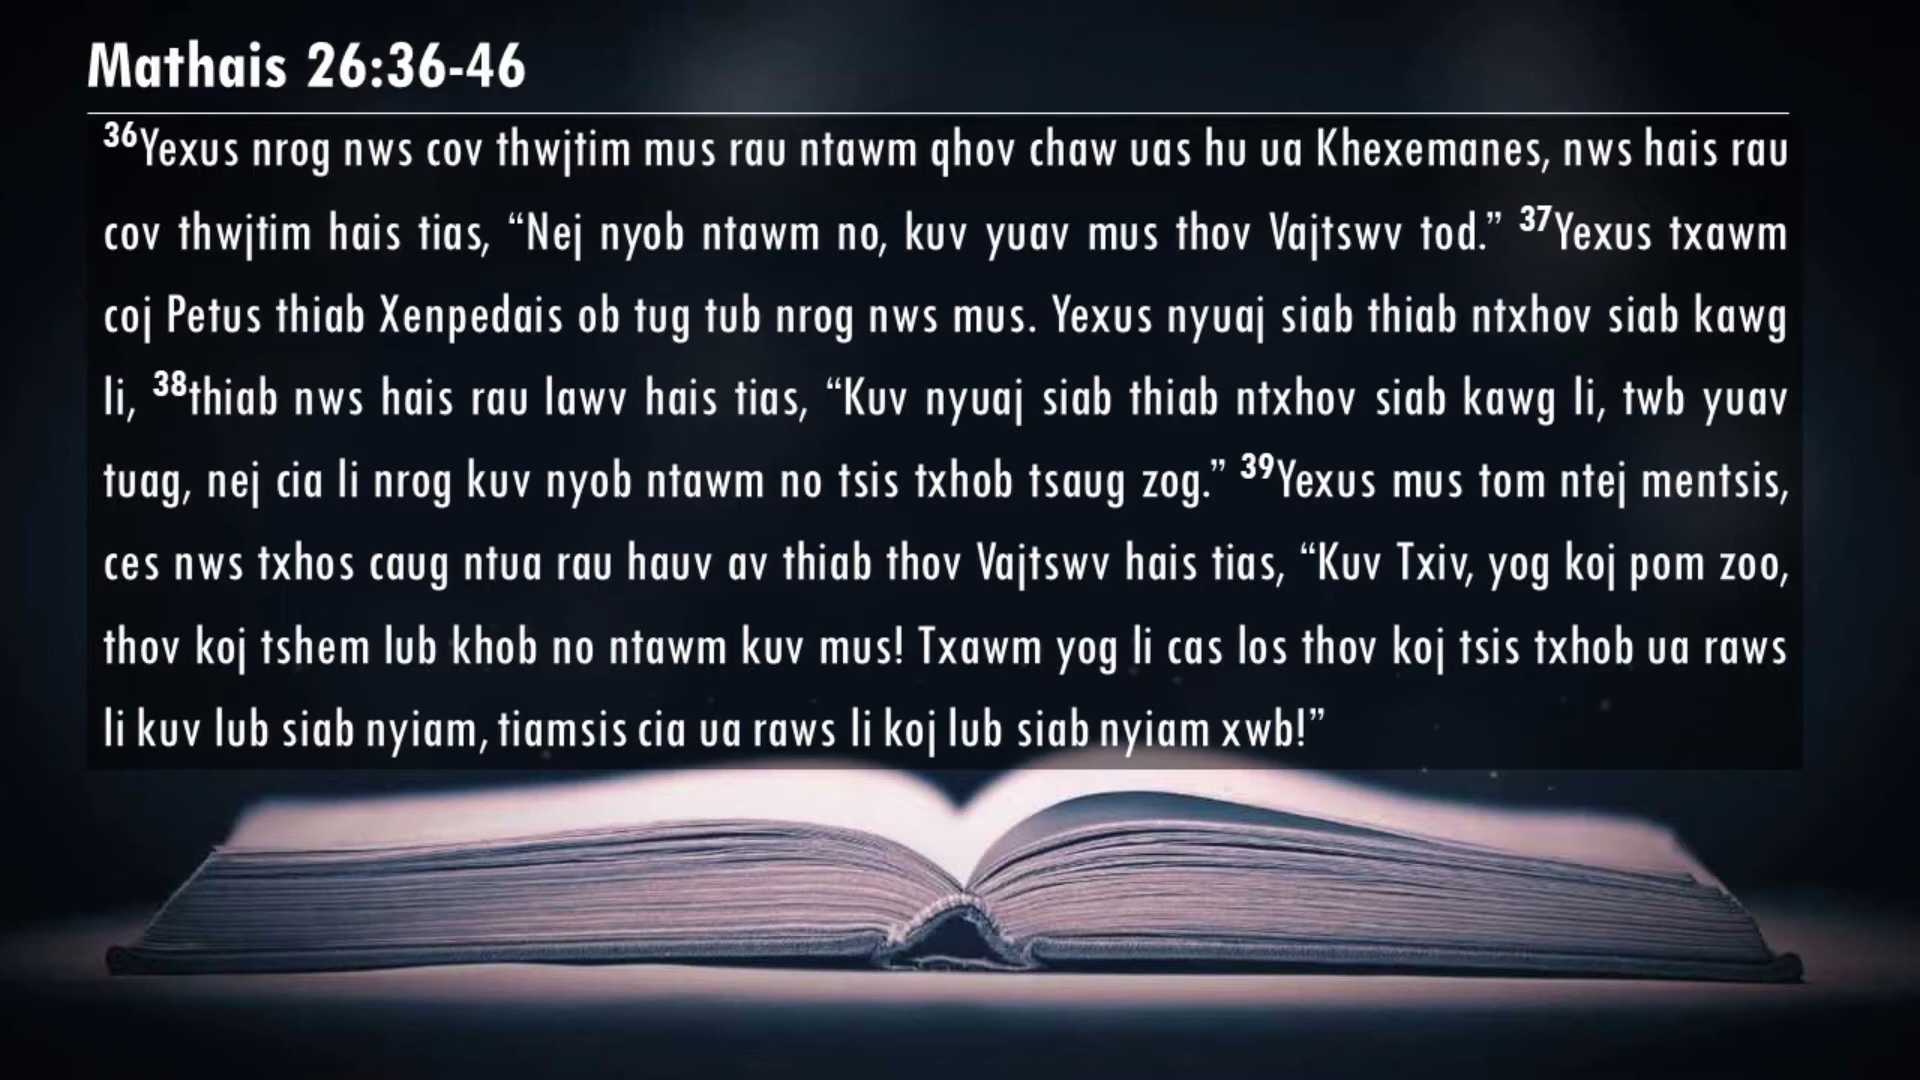 Mathais 26:36-46
36Yexus nrog nws cov thwjtim mus rau ntawm qhov chaw uas hu ua Khexemanes, nws hais rau
cov thwjtim hais tias, “Nej nyob ntawm no, kuv yuav mus thov Vajtswv tod.” 37Yexus txawm
coj Petus thiab Xenpedais ob tug tub nrog nws mus. Yexus nyuaj siab thiab ntxhov siab kawg
li, 38thiab nws hais rau lawv hais tias, “Kuv nyuaj siab thiab ntxhov siab kawg li, twb yuav
tuag, nej cia li nrog kuv nyob ntawm no tsis txhob tsaug zog.” 39Yexus mus tom ntej mentsis,
ces nws txhos caug ntua rau hauv av thiab thov Vajtswv hais tias, “Kuv Txiv, yog koj pom zoo,
thov koj tshem lub khob no ntawm kuv mus! Txawm yog li cas los thov koj tsis txhob ua raws
li kuv lub siab nyiam, tiamsis cia ua raws li koj lub siab nyiam xwb!”